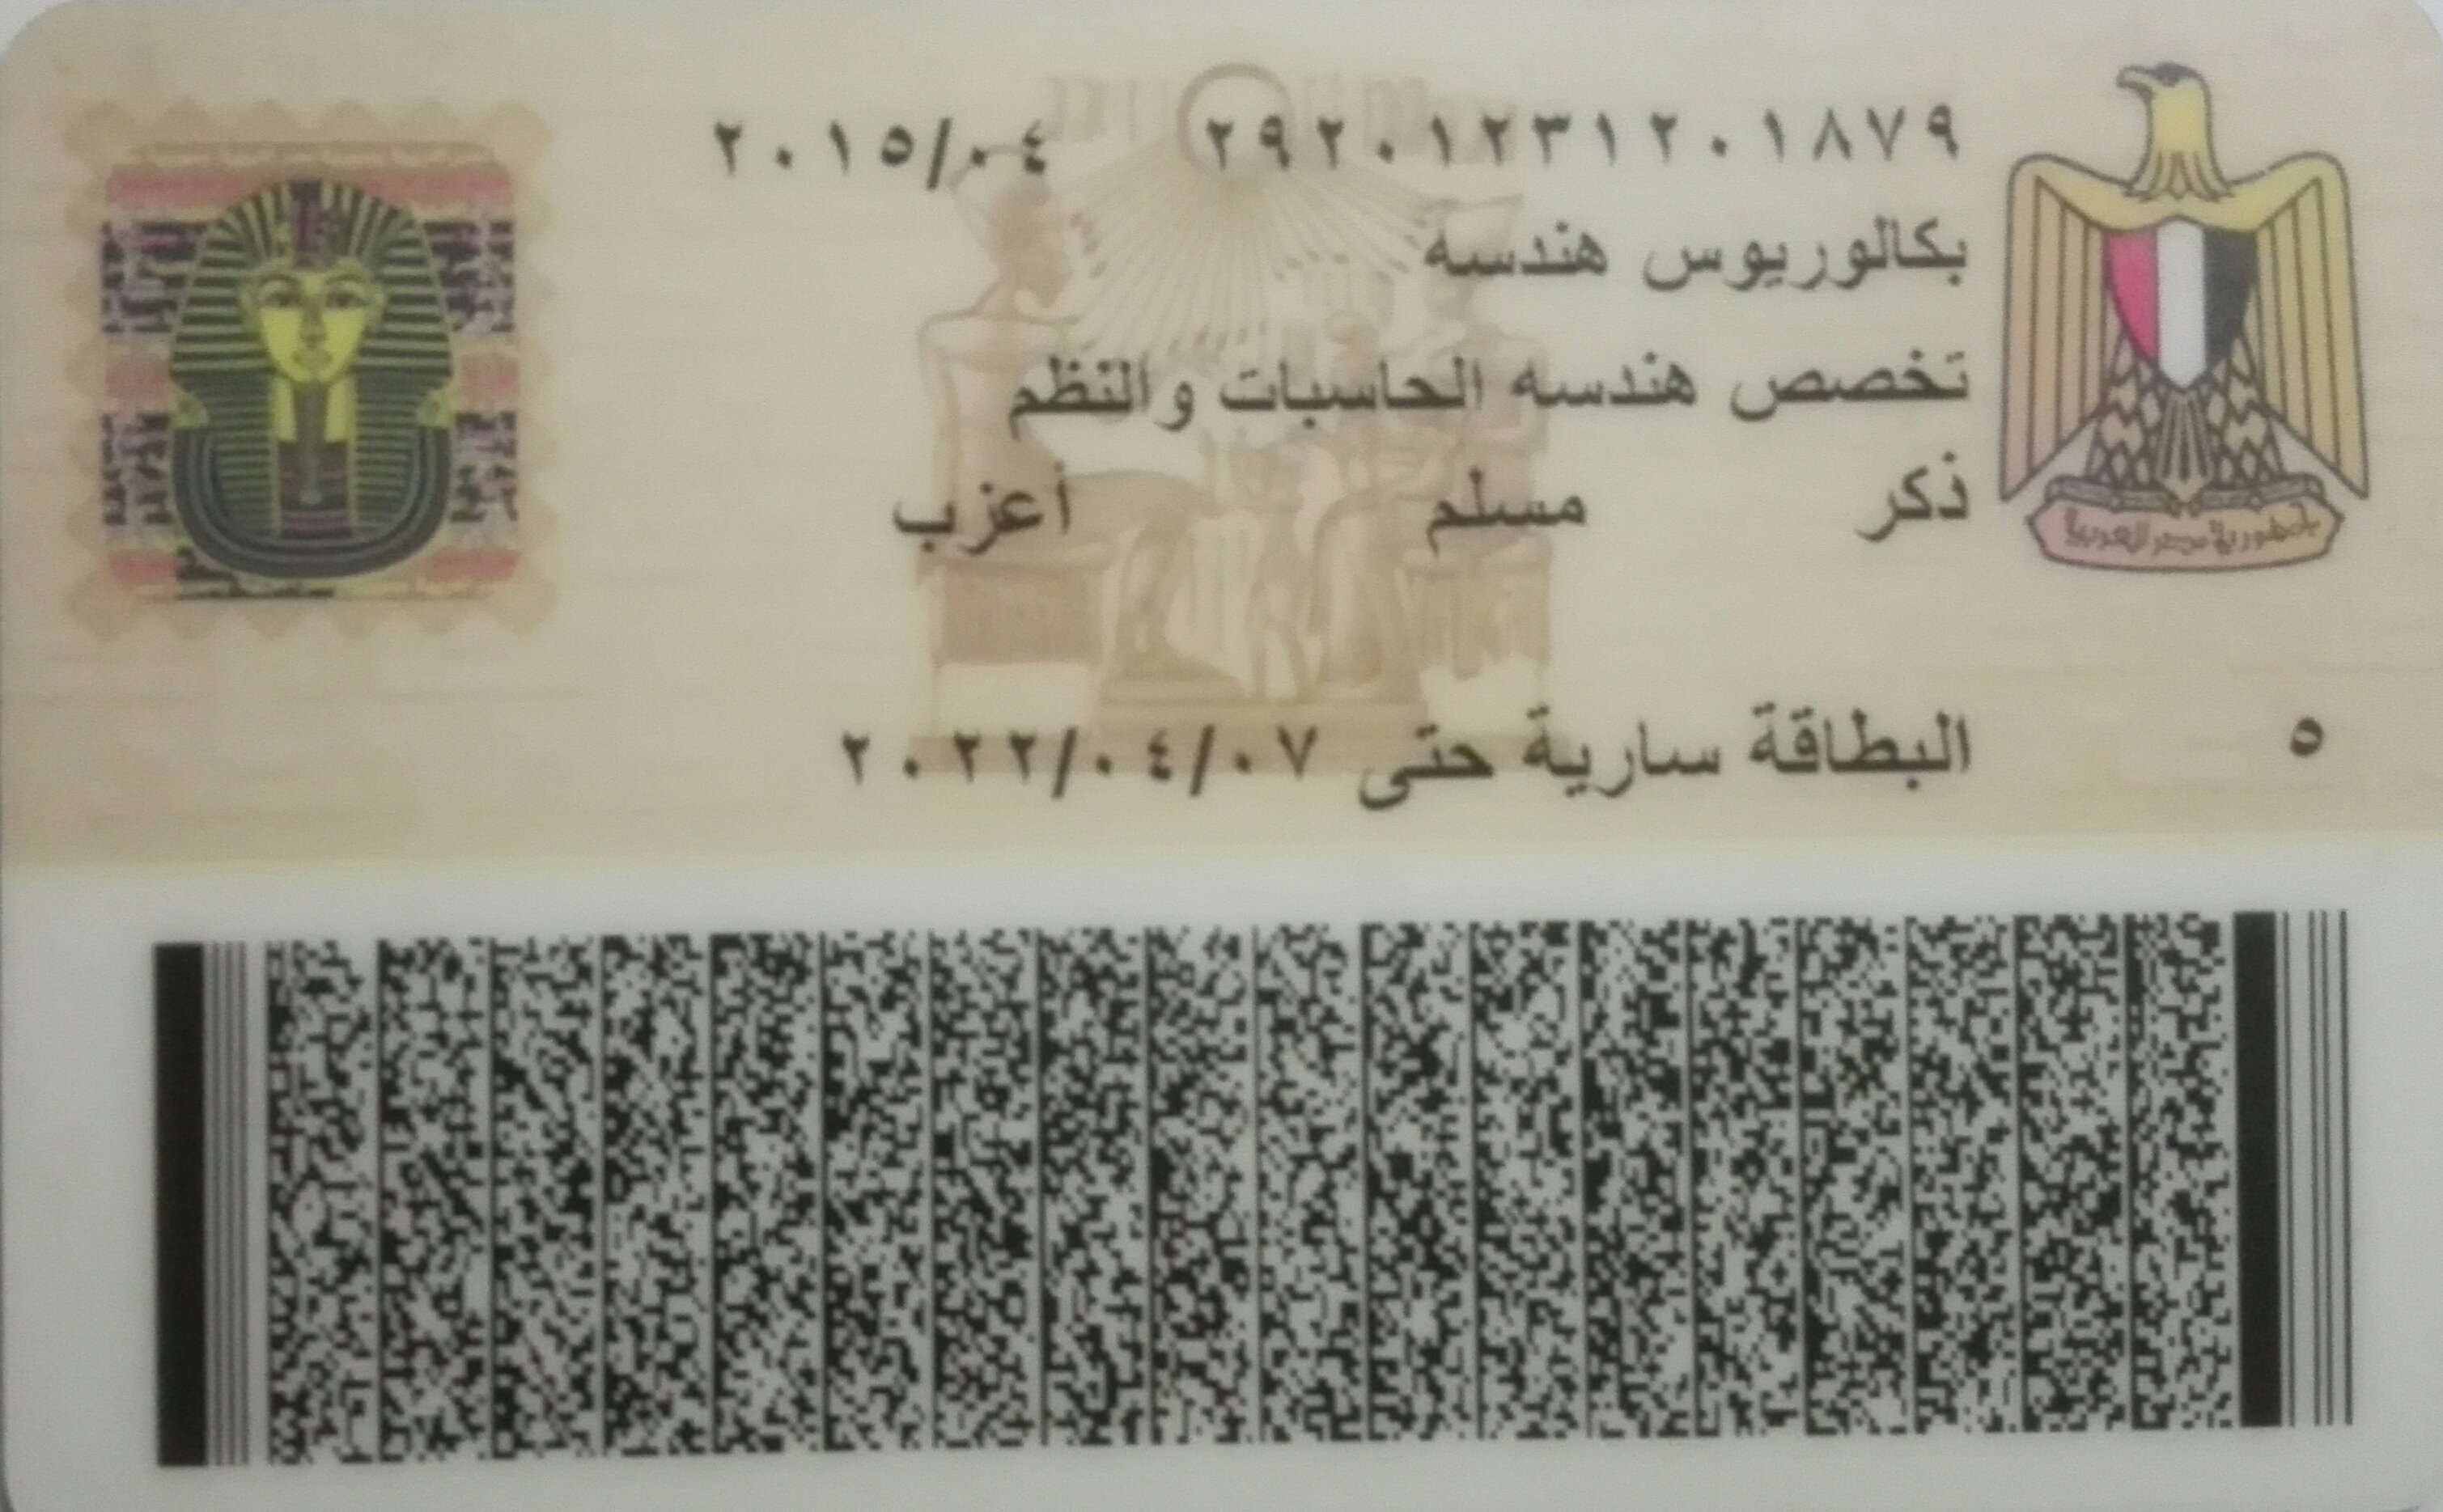 ٢٩٢٠١٢٣١٢٠١٨٧٩ ٢٠١٥/٠٤
بكالوريوس هندسه
تخصص هندسه الحاسبات والنظم
ذكر مسلم أعزب
جمهورية مصر العربية
البطاقة سارية حتى ٢٠٢٢/٠٤/٠٧
٥